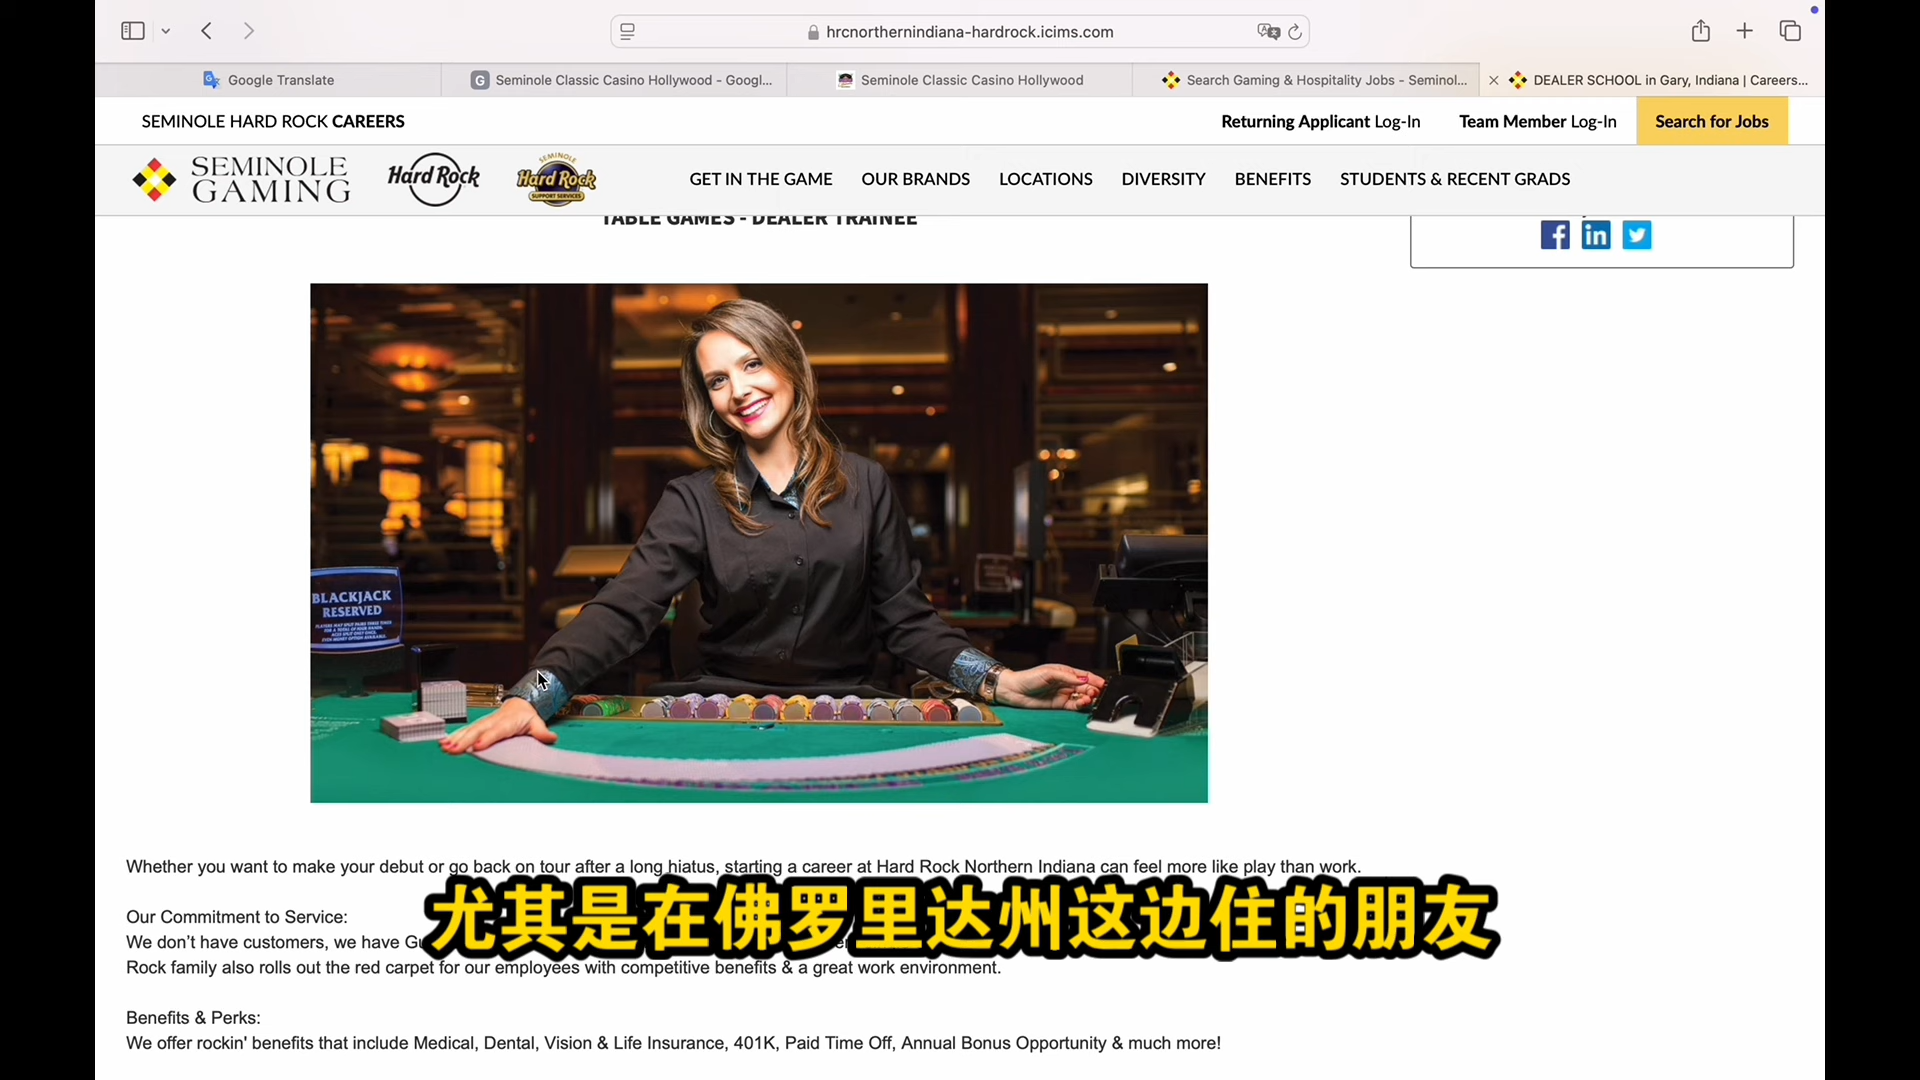 hrcnorthernindiana-hardrock.icims.com
Google Translate
Seminole Classic Casino Hollywood - Googl...
Seminole Classic Casino Hollywood
Search Gaming & Hospitality Jobs - Seminol...
DEALER SCHOOL in Gary, Indiana | Careers...
SEMINOLE HARD ROCK CAREERS
Returning Applicant Log-In
Team Member Log-In
Search for Jobs
SEMINOLE
GAMING
Hard Rock
SEMINOLE
Hard Rock
SUPPORT SERVICES
GET IN THE GAME
OUR BRANDS
LOCATIONS
DIVERSITY
BENEFITS
STUDENTS & RECENT GRADS
TABLE GAMES - DEALER TRAINEE
BLACKJACK
RESERVED
Whether you want to make your debut or go back on tour after a long hiatus, starting a career at Hard Rock Northern Indiana can feel more like play than work.
Our Commitment to Service:
We don't have customers, we have
尤其是在佛罗里达州这边住的朋友
Rock family also rolls out the red carpet for our employees with competitive benefits & a great work environment.
Benefits & Perks:
We offer rockin' benefits that include Medical, Dental, Vision & Life Insurance, 401K, Paid Time Off, Annual Bonus Opportunity & much more!